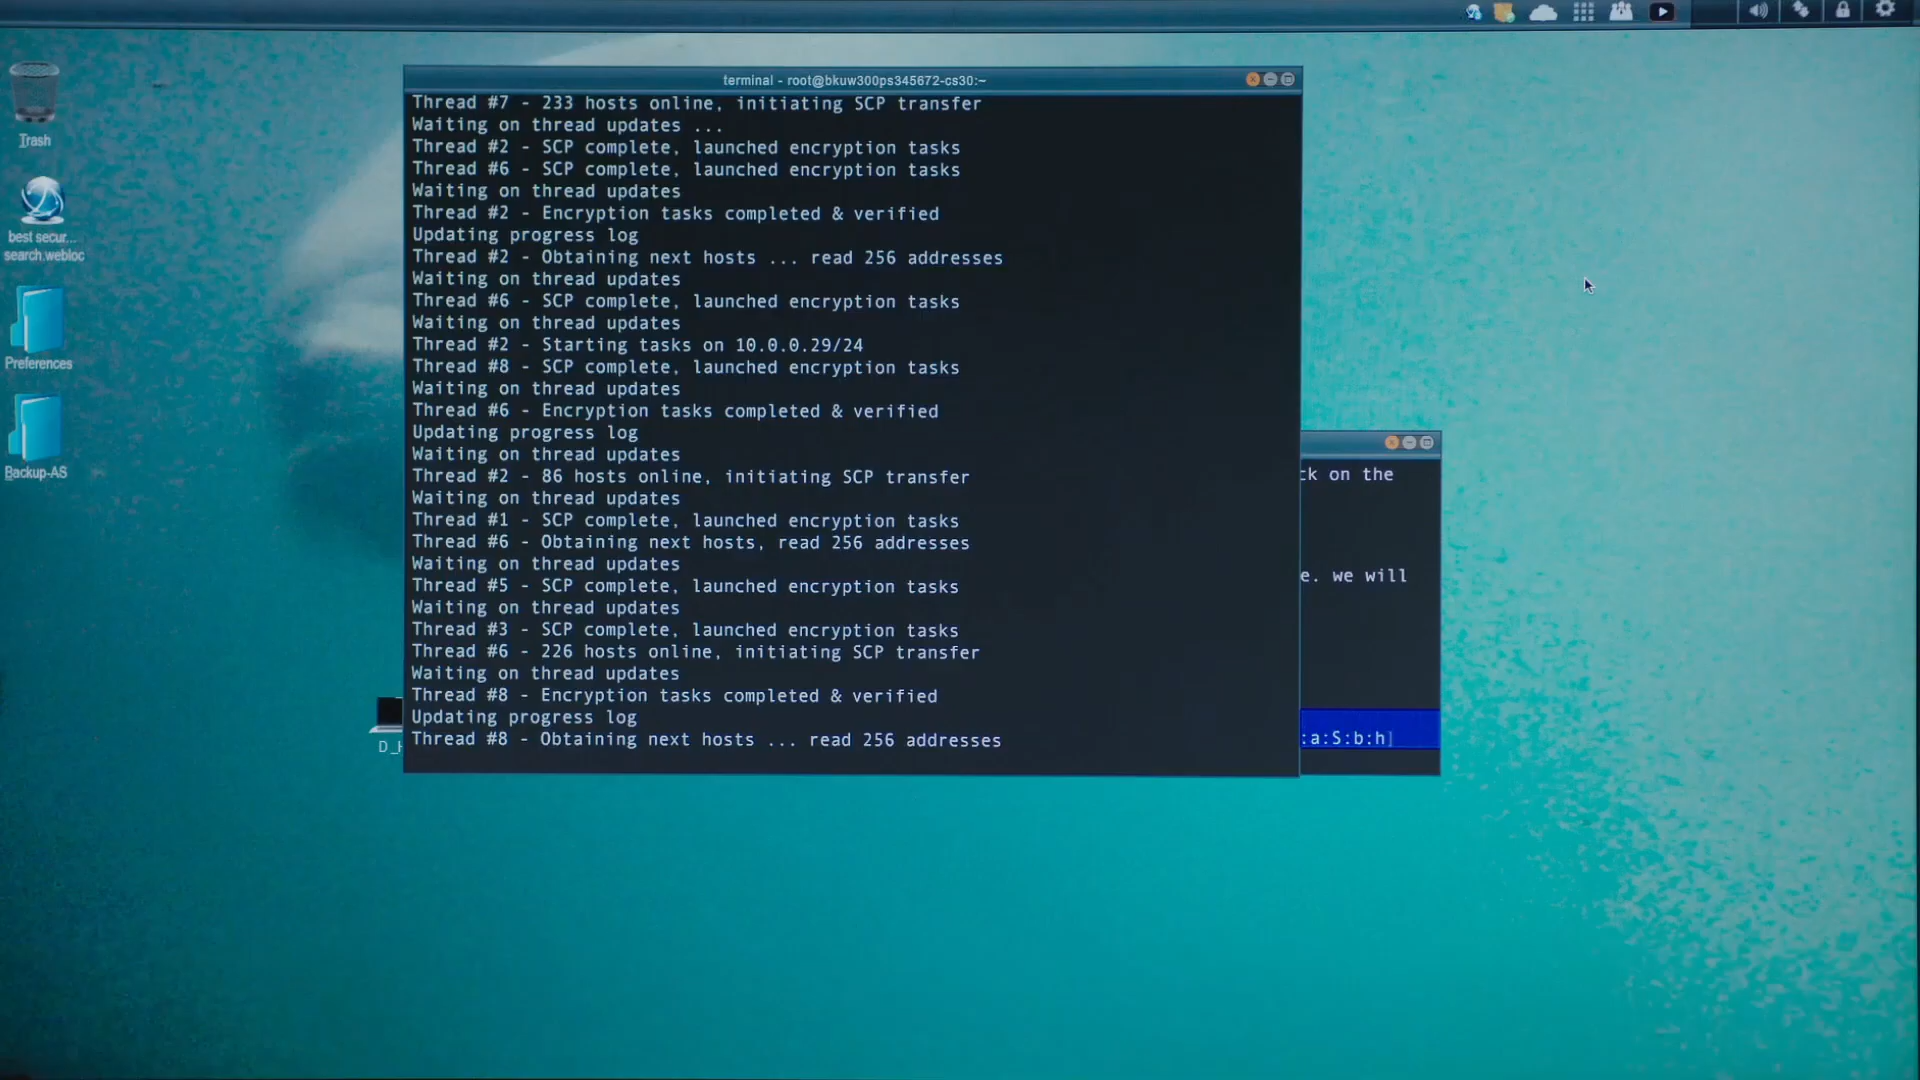 terminal - root@bkuw300ps345672-cs30:~
Thread #7 - 233 hosts online, initiating SCP transfer
Waiting on thread updates ...
Thread #2 - SCP complete, launched encryption tasks
Thread #6 - SCP complete, launched encryption tasks
Waiting on thread updates
Thread #2 - Encryption tasks completed & verified
Updating progress log
Thread #2 - Obtaining next hosts ... read 256 addresses
Waiting on thread updates
Thread #6 - SCP complete, launched encryption tasks
Waiting on thread updates
Thread #2 - Starting tasks on 10.0.0.29/24
Thread #8 - SCP complete, launched encryption tasks
Waiting on thread updates
Thread #6 - Encryption tasks completed & verified
Updating progress log
Waiting on thread updates
Thread #2 - 86 hosts online, initiating SCP transfer
Waiting on thread updates
Thread #1 - SCP complete, launched encryption tasks
Thread #6 - Obtaining next hosts, read 256 addresses
Waiting on thread updates
Thread #5 - SCP complete, launched encryption tasks
Waiting on thread updates
Thread #3 - SCP complete, launched encryption tasks
Thread #6 - 226 hosts online, initiating SCP transfer
Waiting on thread updates
Thread #8 - Encryption tasks completed & verified
Updating progress log
Thread #8 - Obtaining next hosts ... read 256 addresses
ck on the
e. we will
:a:S:b:h]
Trash
best secur...
search.webloc
Preferences
Backup-AS
D_H